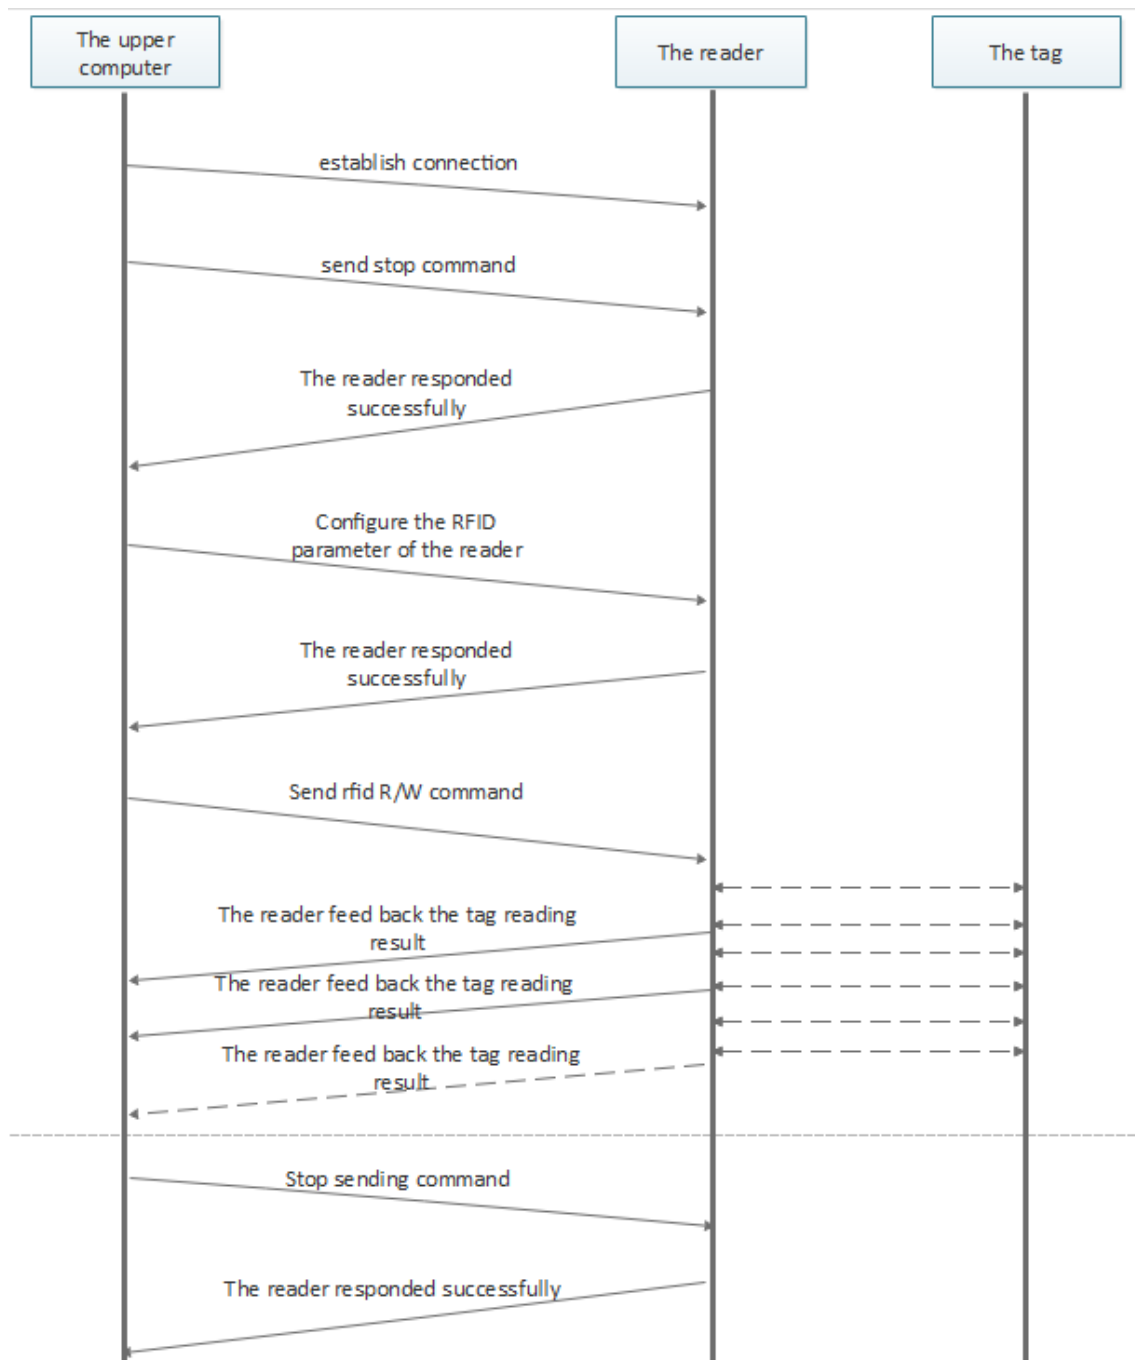 The upper
computer
The reader
The tag
establish connection
send stop command
The reader responded
successfully
Configure the RFID
parameter of the reader
The reader responded
successfully
Send rfid R/W command
The reader feed back the tag reading
result
The reader feed back the tag reading
result
The reader feed back the tag reading
result
Stop sending command
The reader responded successfully